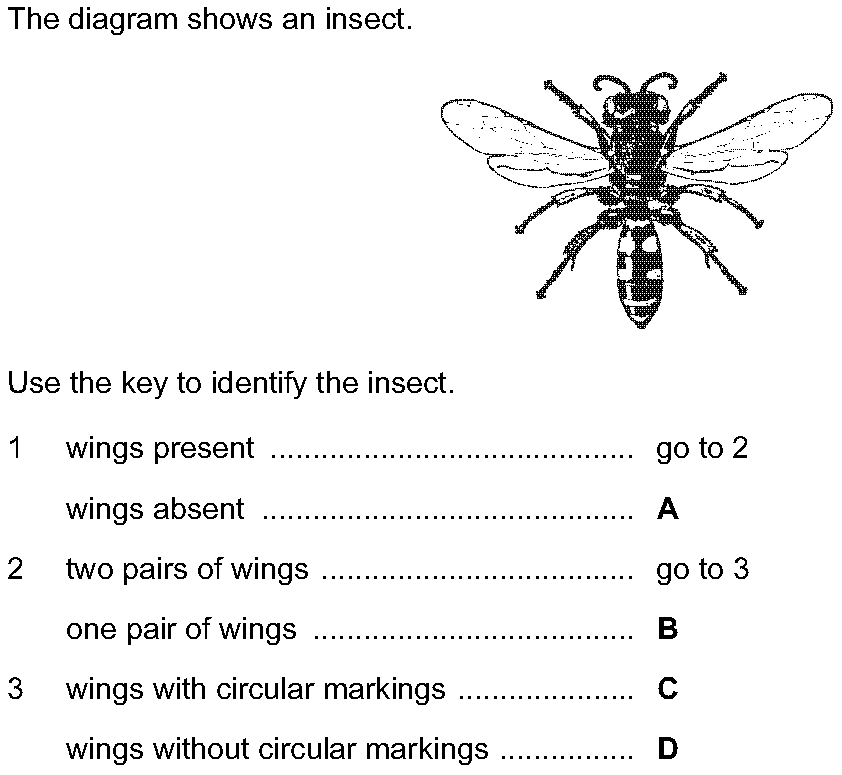 The diagram shows an insect.
Use the key to identify the insect.
1 wings present .......................................... go to 2
wings absent ........................................... A
2 two pairs of wings .................................... go to 3
one pair of wings ..................................... B
3 wings with circular markings ..................... C
wings without circular markings ................ D